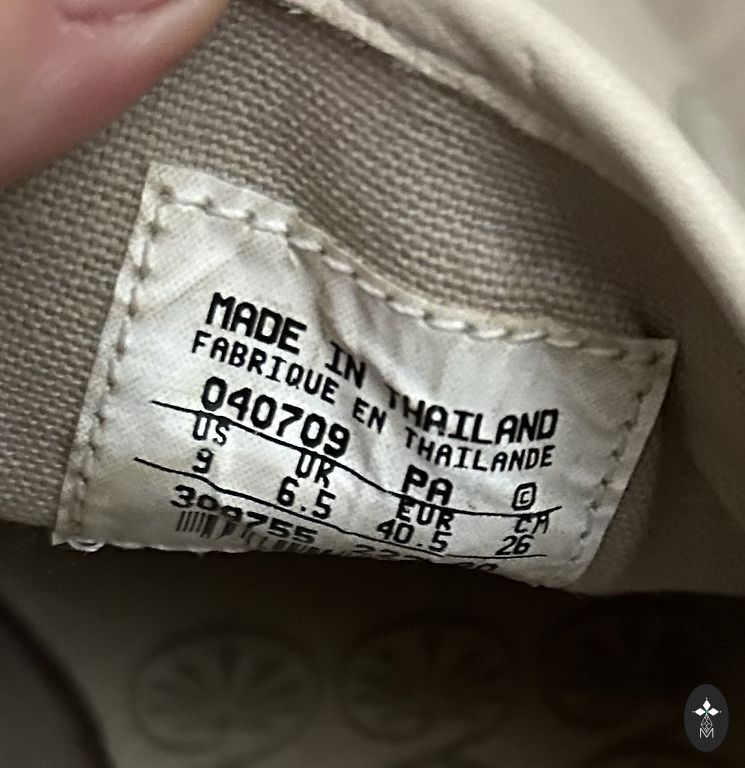 MADE IN THAILAND
FABRIQUE EN THAILANDE
040709 PA ©
US UK EUR CM
9 6.5 40.5 26
M